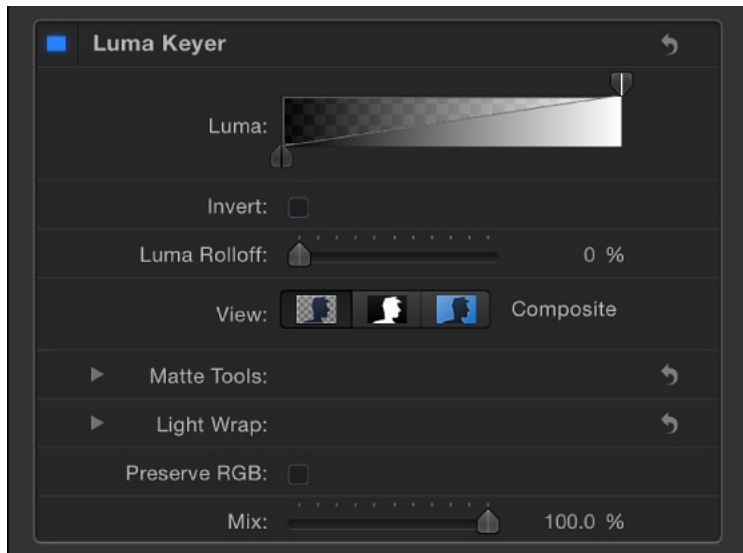 Luma Keyer
Luma:
Invert:
Luma Rolloff: 0 %
View: Composite
Matte Tools:
Light Wrap:
Preserve RGB:
Mix: 100.0 %